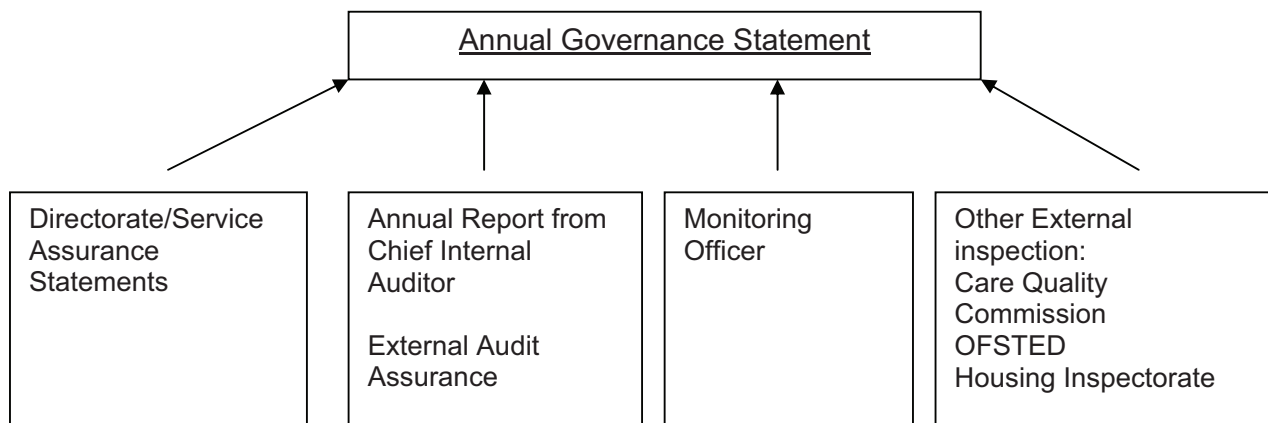 Annual Governance Statement
Directorate/Service
Assurance
Statements
Annual Report from
Chief Internal
Auditor
External Audit
Assurance
Monitoring
Officer
Other External
inspection:
Care Quality
Commission
OFSTED
Housing Inspectorate